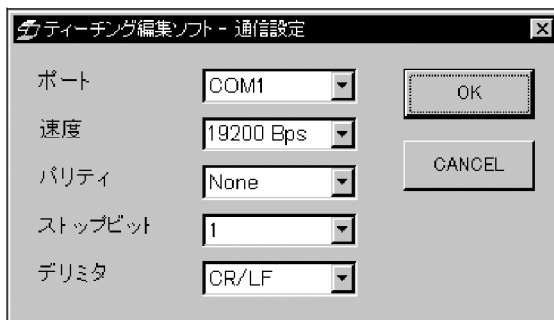 ティーチング編集ソフト - 通信設定
ポート COM1 OK
速度 19200 Bps
パリティ None CANCEL
ストップビット 1
デリミタ CR/LF